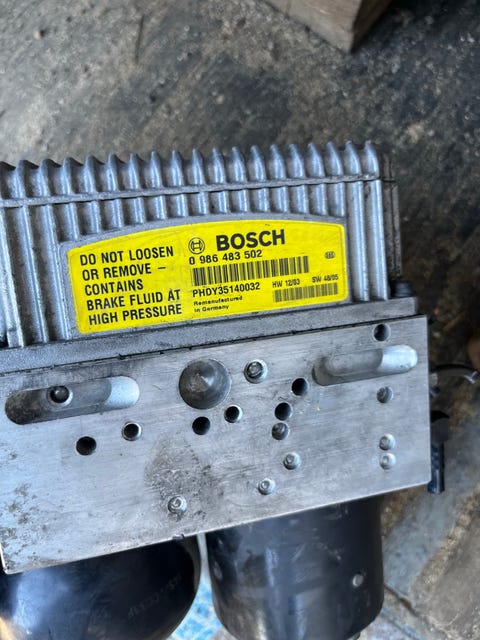 DO NOT LOOSEN
OR REMOVE -
CONTAINS
BRAKE FLUID AT
HIGH PRESSURE
BOSCH
0 986 483 502
PHDY35140032
HW 12/03 SW 48/05
Remanufactured
in Germany